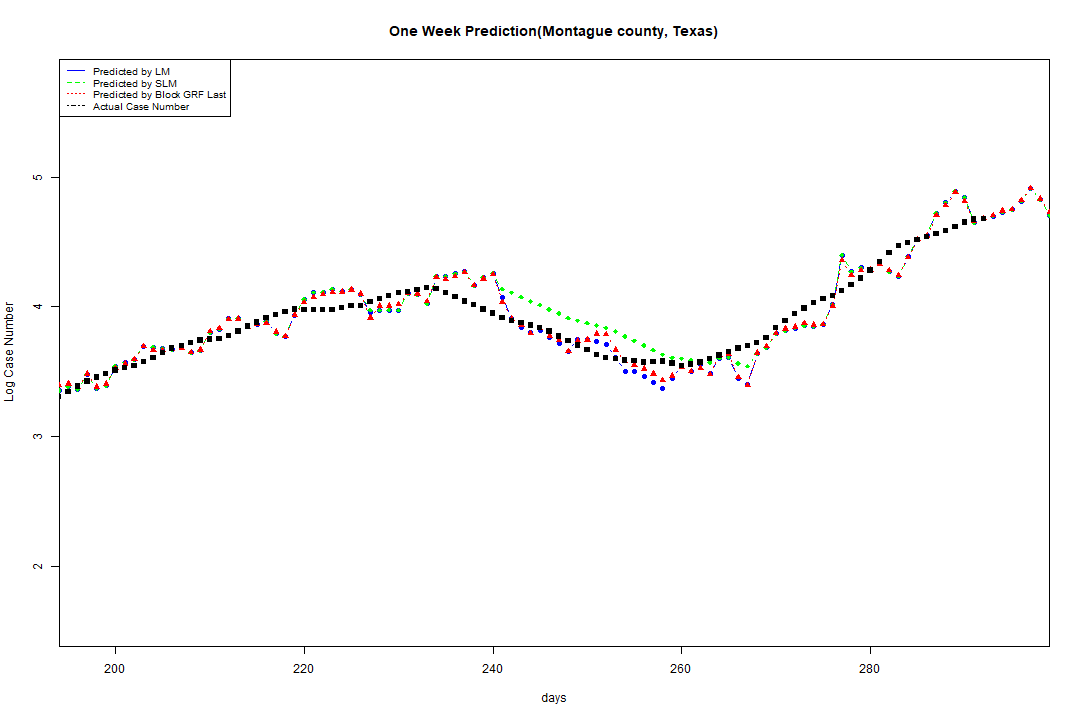 One Week Prediction(Montague county, Texas)
Predicted by LM
Predicted by SLM
Predicted by Block GRF Last
Actual Case Number
5
4
3
2
Log Case Number
200
220
240
260
280
days